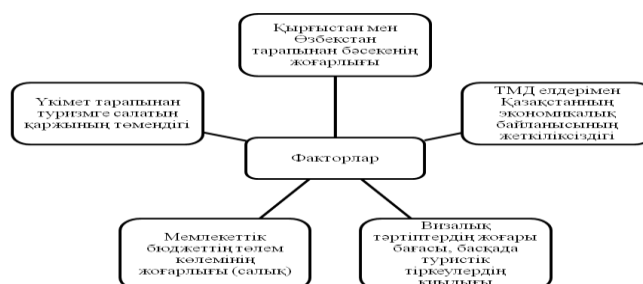 Қырғыстан мен
Өзбекстан
тарапынан бәсекенің
жоғарлығы
Үкімет тарапынан
туризмге салатын
қаржының төмендігі
ТМД елдерімен
Қазақстанның
экономикалық
байланысының
жеткіліксіздігі
Факторлар
Мемлекеттік
бюджеттің төлем
көлемінің
жоғарлығы (салық)
Визалық
тәртіптердің жоғары
бағасы, басқада
туристік
тіркеулердің
қиылығы